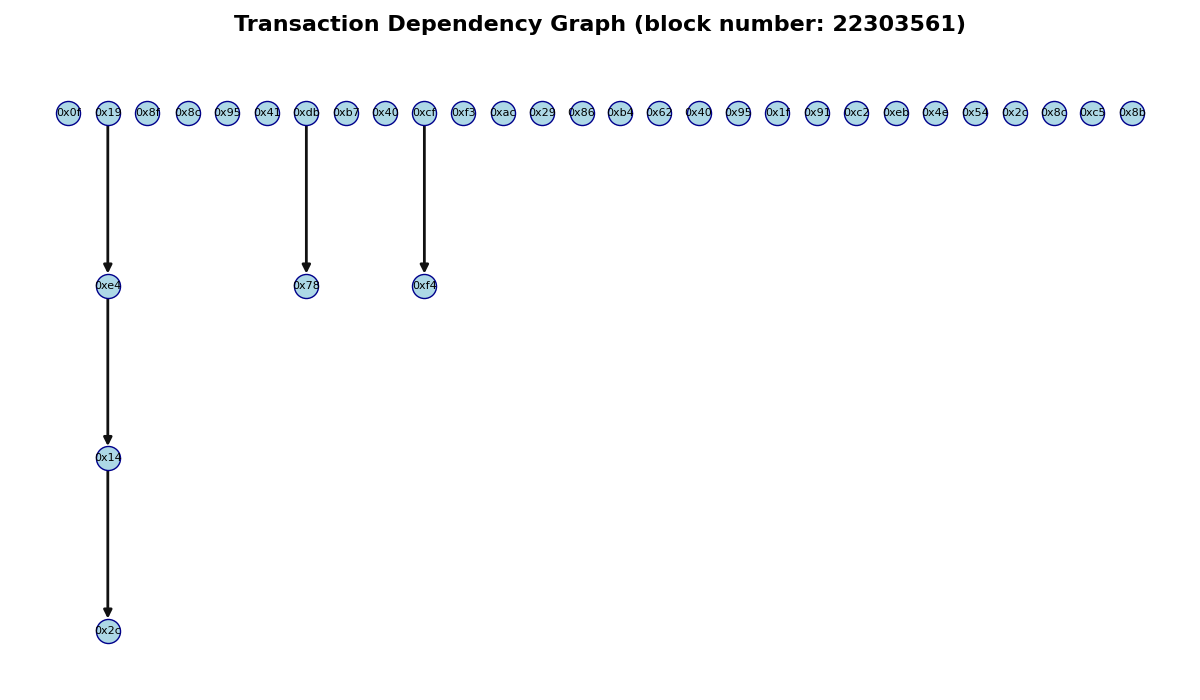 Transaction Dependency Graph (block number: 22303561)
0x0f 0x19 0x8f 0x8c 0x95 0x41 0xdb 0xb7 0x40 0xcf 0xf3 0xac 0x29 0x86 0xb4 0x62 0x40 0x95 0x1f 0x91 0xc2 0xeb 0x4e 0x54 0x2c 0x8c 0xc5 0x8b
0xe4 0x78 0xf4
0x14
0x2c